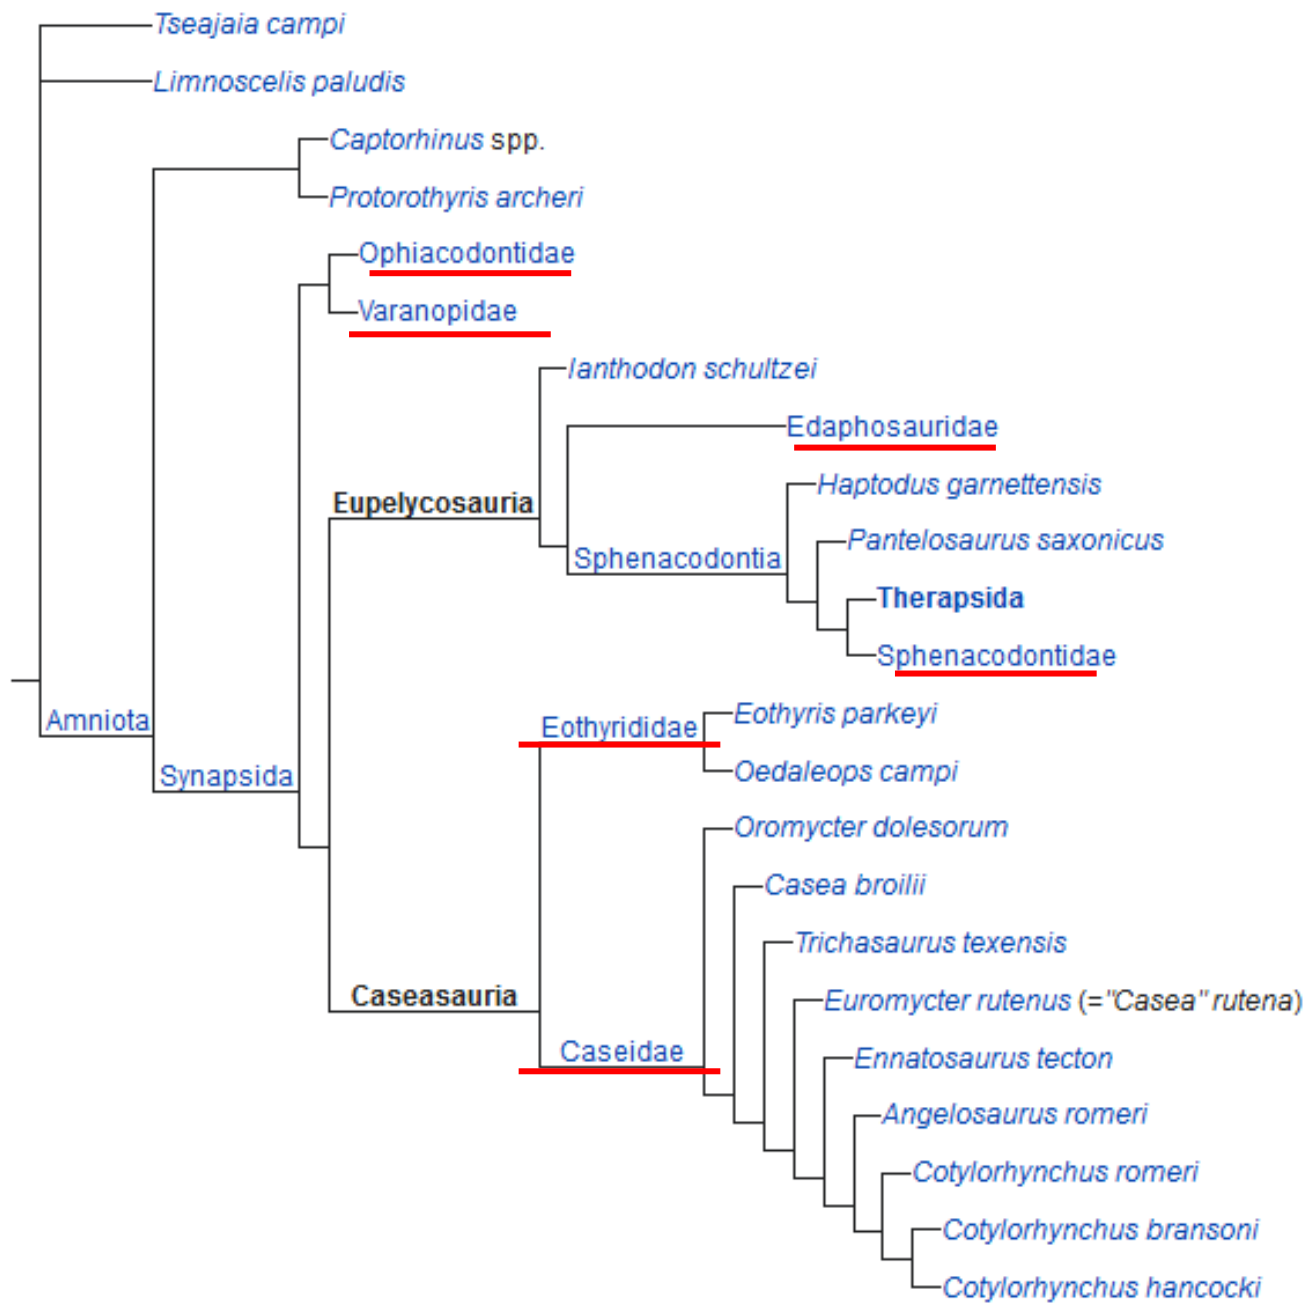 Tseajaia campi
Limnoscelis paludis
Captorhinus spp.
Protorothyris archeri
Ophiacodontidae
Varanopidae
Ianthodon schultzei
Edaphosauridae
Haptodus garnettensis
Eupelycosauria
Pantelosaurus saxonicus
Sphenacodontia
Therapsida
Sphenacodontidae
Eothyris parkeyi
Amniota
Eothyrididae
Oedaleops campi
Synapsida
Oromycter dolesorum
Casea broilii
Trichasaurus texensis
Caseasauria
Euromycter rutenus (="Casea" rutena)
Caseidae
Ennatosaurus tecton
Angelosaurus romeri
Cotylorhynchus romeri
Cotylorhynchus bransoni
Cotylorhynchus hancocki